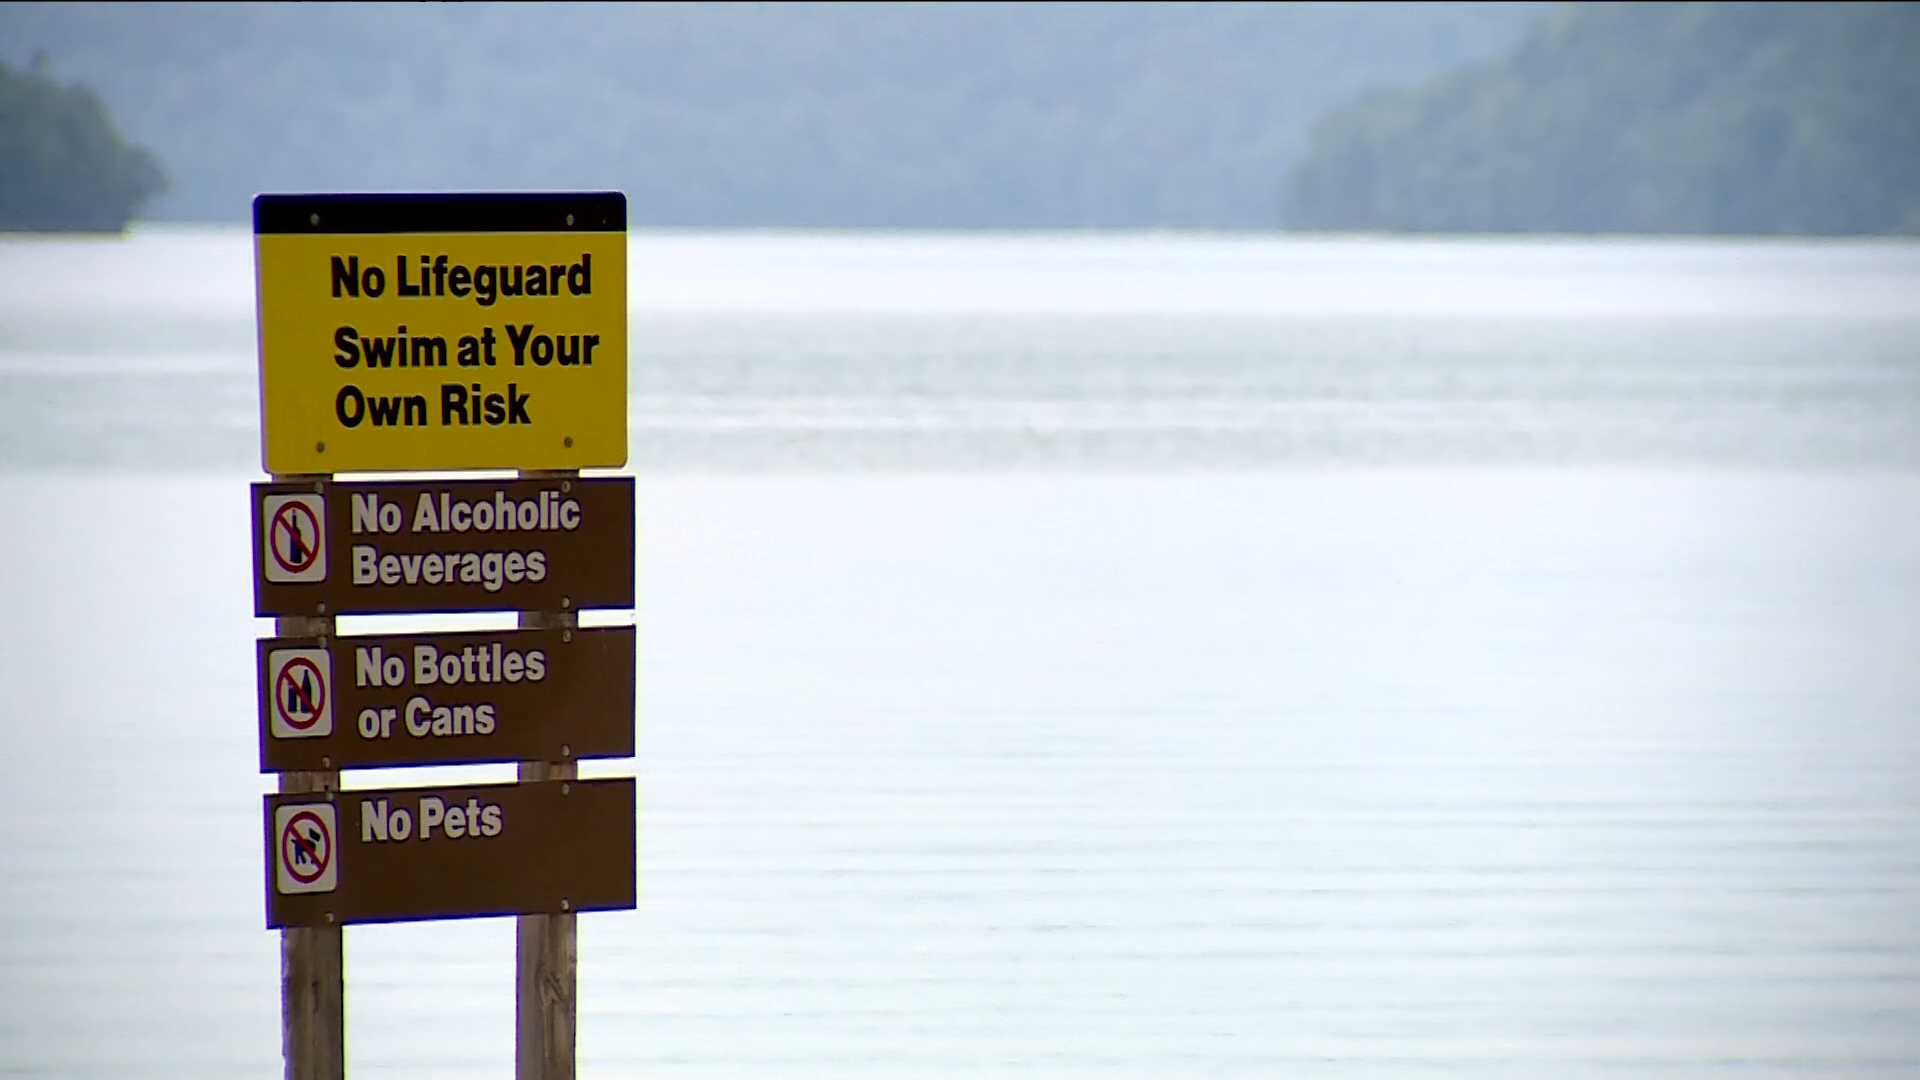 No Lifeguard
Swim at Your
Own Risk
No Alcoholic
Beverages
No Bottles
or Cans
No Pets